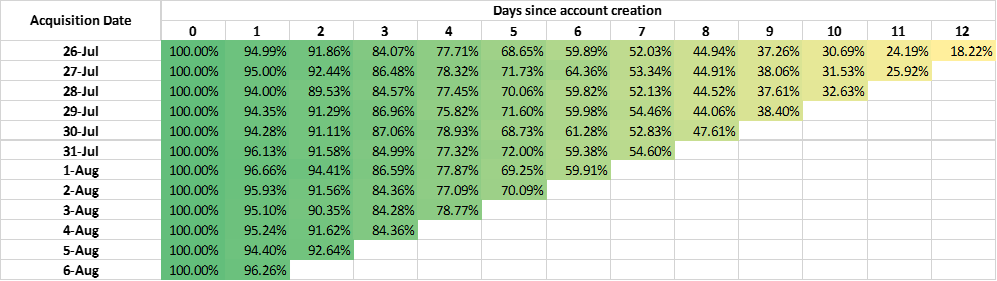 Acquisition Date Days since account creation
0 1 2 3 4 5 6 7 8 9 10 11 12
26-Jul 100.00% 94.99% 91.86% 84.07% 77.71% 68.65% 59.89% 52.03% 44.94% 37.26% 30.69% 24.19% 18.22%
27-Jul 100.00% 95.00% 92.44% 86.48% 78.32% 71.73% 64.36% 53.34% 44.91% 38.06% 31.53% 25.92%
28-Jul 100.00% 94.00% 89.53% 84.57% 77.45% 70.06% 59.82% 52.13% 44.52% 37.61% 32.63%
29-Jul 100.00% 94.35% 91.29% 86.96% 75.82% 71.60% 59.98% 54.46% 44.06% 38.40%
30-Jul 100.00% 94.28% 91.11% 87.06% 78.93% 68.73% 61.28% 52.83% 47.61%
31-Jul 100.00% 96.13% 91.58% 84.99% 77.32% 72.00% 59.38% 54.60%
1-Aug 100.00% 96.66% 94.41% 86.59% 77.87% 69.25% 59.91%
2-Aug 100.00% 95.93% 91.56% 84.36% 77.09% 70.09%
3-Aug 100.00% 95.10% 90.35% 84.28% 78.77%
4-Aug 100.00% 95.24% 91.62% 84.36%
5-Aug 100.00% 94.40% 92.64%
6-Aug 100.00% 96.26%